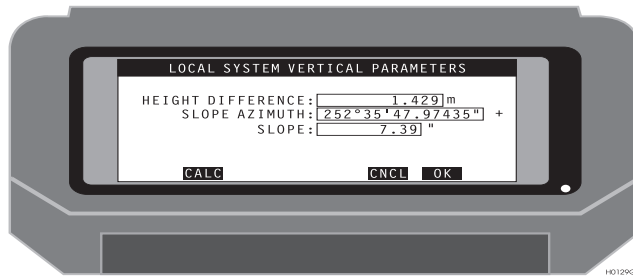 LOCAL SYSTEM VERTICAL PARAMETERS
HEIGHT DIFFERENCE: 1.429 m
SLOPE AZIMUTH: 252°35'47.97435" +
SLOPE: 7.39 "
CALC CNCL OK
H0129G